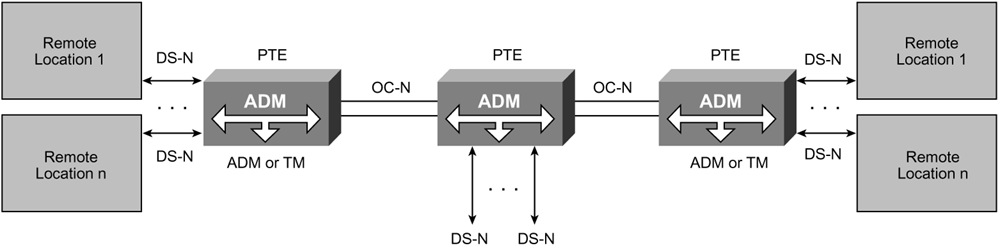 Remote
Location 1
DS-N
. . .
DS-N
Remote
Location n
PTE
ADM
ADM or TM
OC-N
PTE
ADM
. . .
DS-N
DS-N
OC-N
PTE
ADM
ADM or TM
DS-N
. . .
DS-N
Remote
Location 1
Remote
Location n